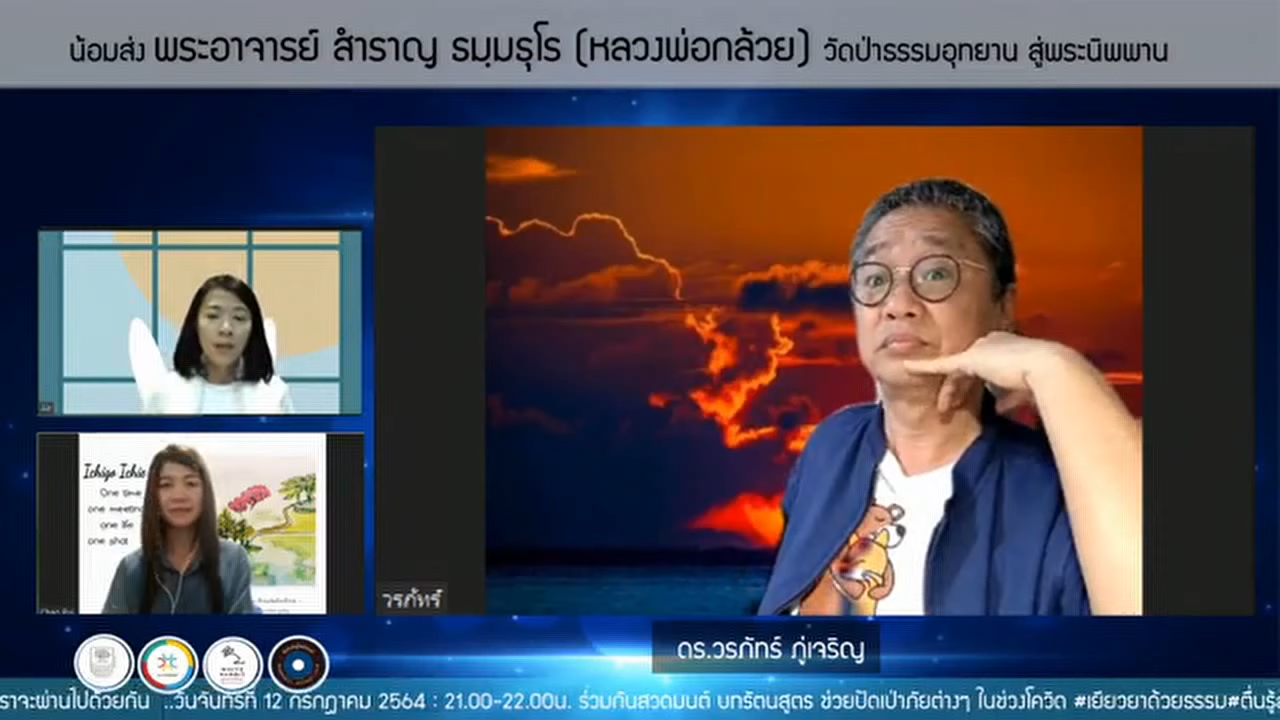 น้อมส่ง พระอาจารย์ สำราญ ธมฺมธุโร (หลวงพ่อกล้วย) วัดป่าธรรมอุทยาน สู่พระนิพพาน
Ichigo Ichie
One time
one meeting
one life
one shot
วรภัทร์
ดร.วรภัทร์ ภู่เจริญ
ราจะผ่านไปด้วยกัน ..วันจันทร์ที่ 12 กรกฎาคม 2564 : 21.00-22.00น. ร่วมกันสวดมนต์ บทรัตนสูตร ช่วยปัดเป่าภัยต่างๆ ในช่วงโควิด #เยียวยาด้วยธรรม#ตื่นรู้